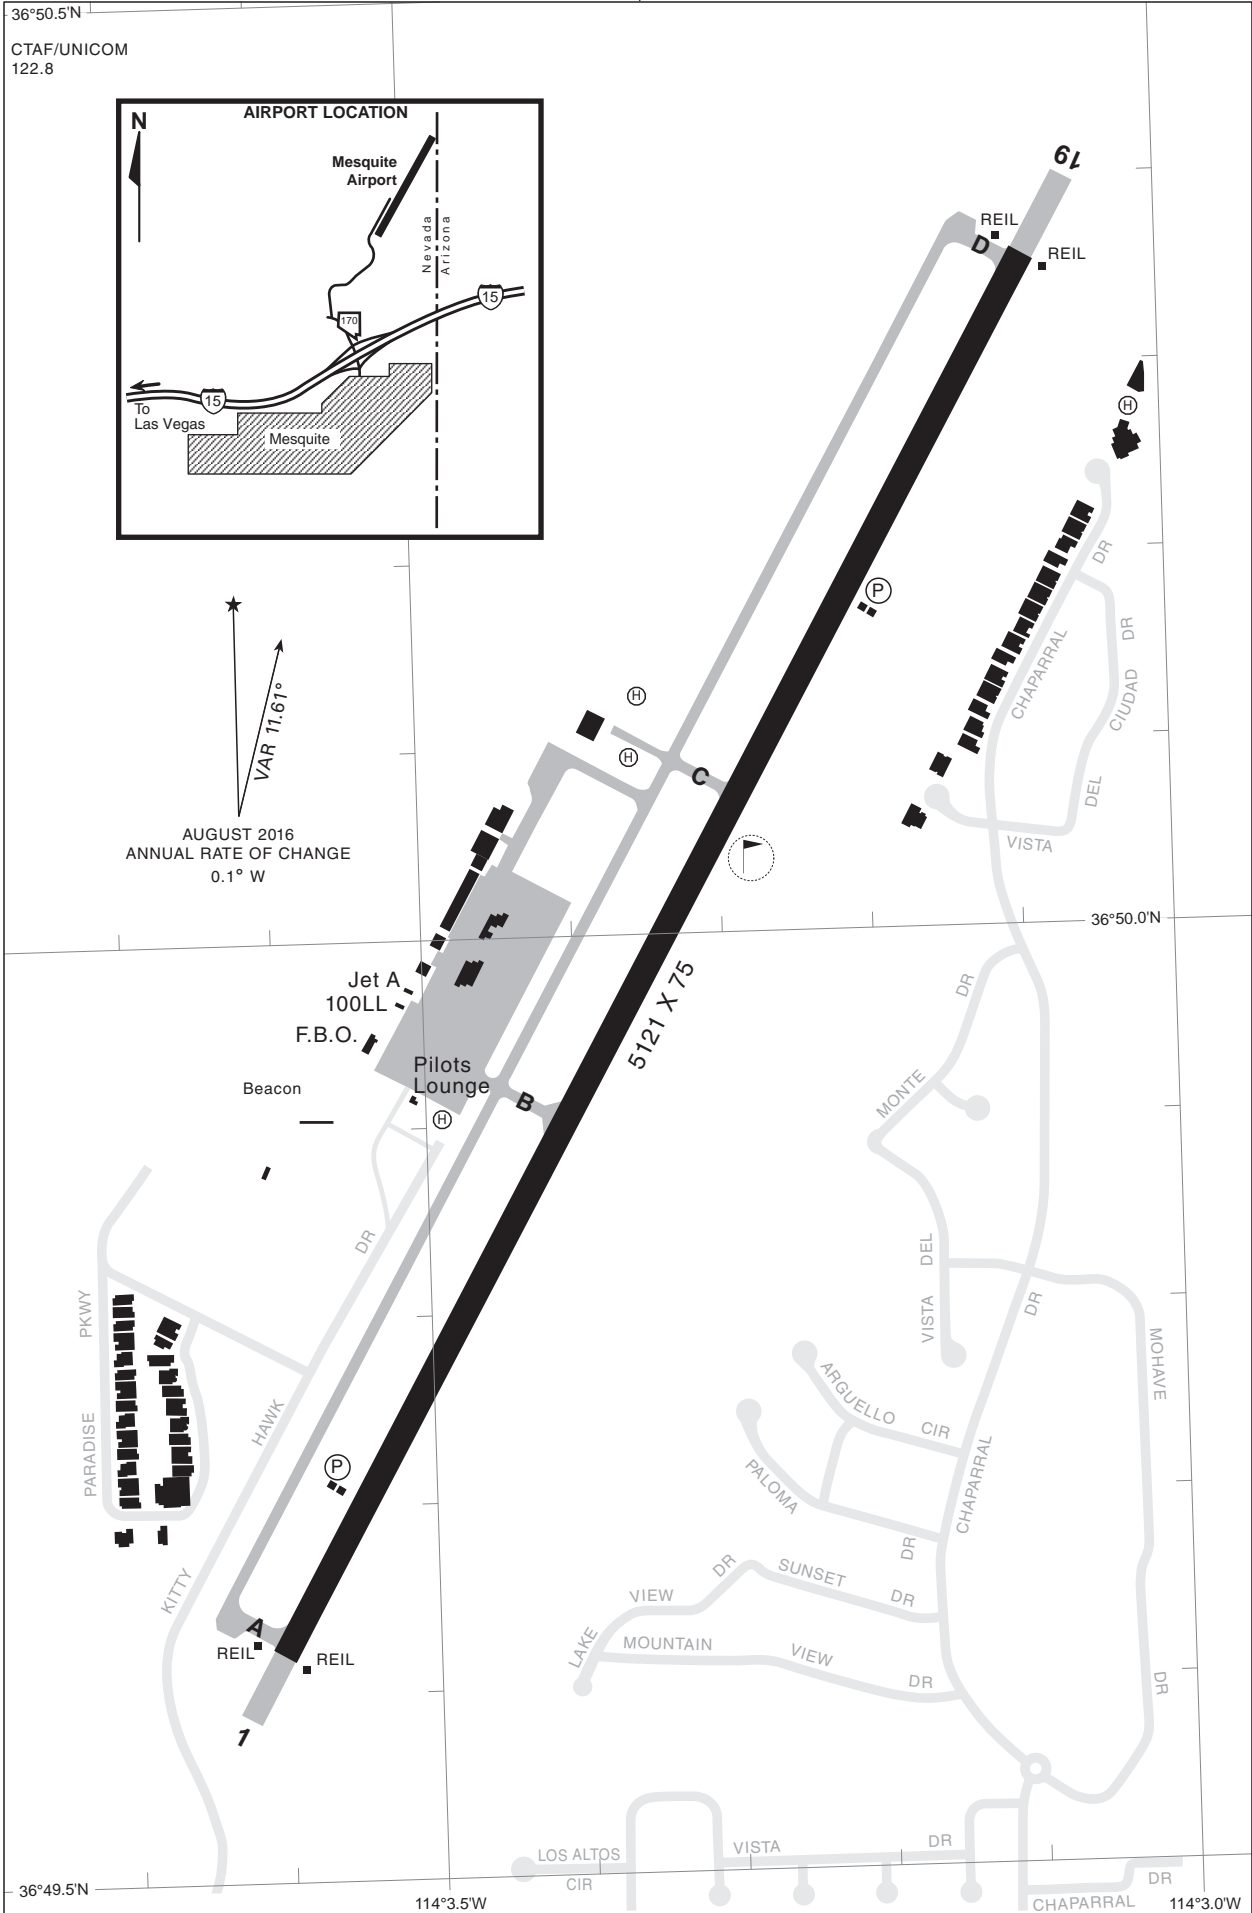 36°50.5'N
CTAF/UNICOM
122.8
AIRPORT LOCATION
N
Mesquite
Airport
Nevada
Arizona
15
170
15
To
Las Vegas
Mesquite
19
REIL
D
REIL
H
DR
P
CHAPARRAL
DR
CIUDAD
DEL
VISTA
VAR 11.61°
AUGUST 2016
ANNUAL RATE OF CHANGE
0.1° W
H
H
C
36°50.0'N
5121 X 75
Jet A
100LL
F.B.O.
Pilots
Lounge
Beacon
H
B
DR
MONTE
DEL
VISTA
DR
MOHAVE
DR
DR
HAWK
KITTY
PKWY
PARADISE
P
ARGUELLO
CIR
PALOMA
DR
CHAPARRAL
DR
SUNSET
DR
VIEW
LAKE
MOUNTAIN
VIEW
DR
A
REIL
REIL
1
LOS ALTOS
CIR
VISTA
DR
DR
CHAPARRAL
36°49.5'N
114°3.5'W
114°3.0'W